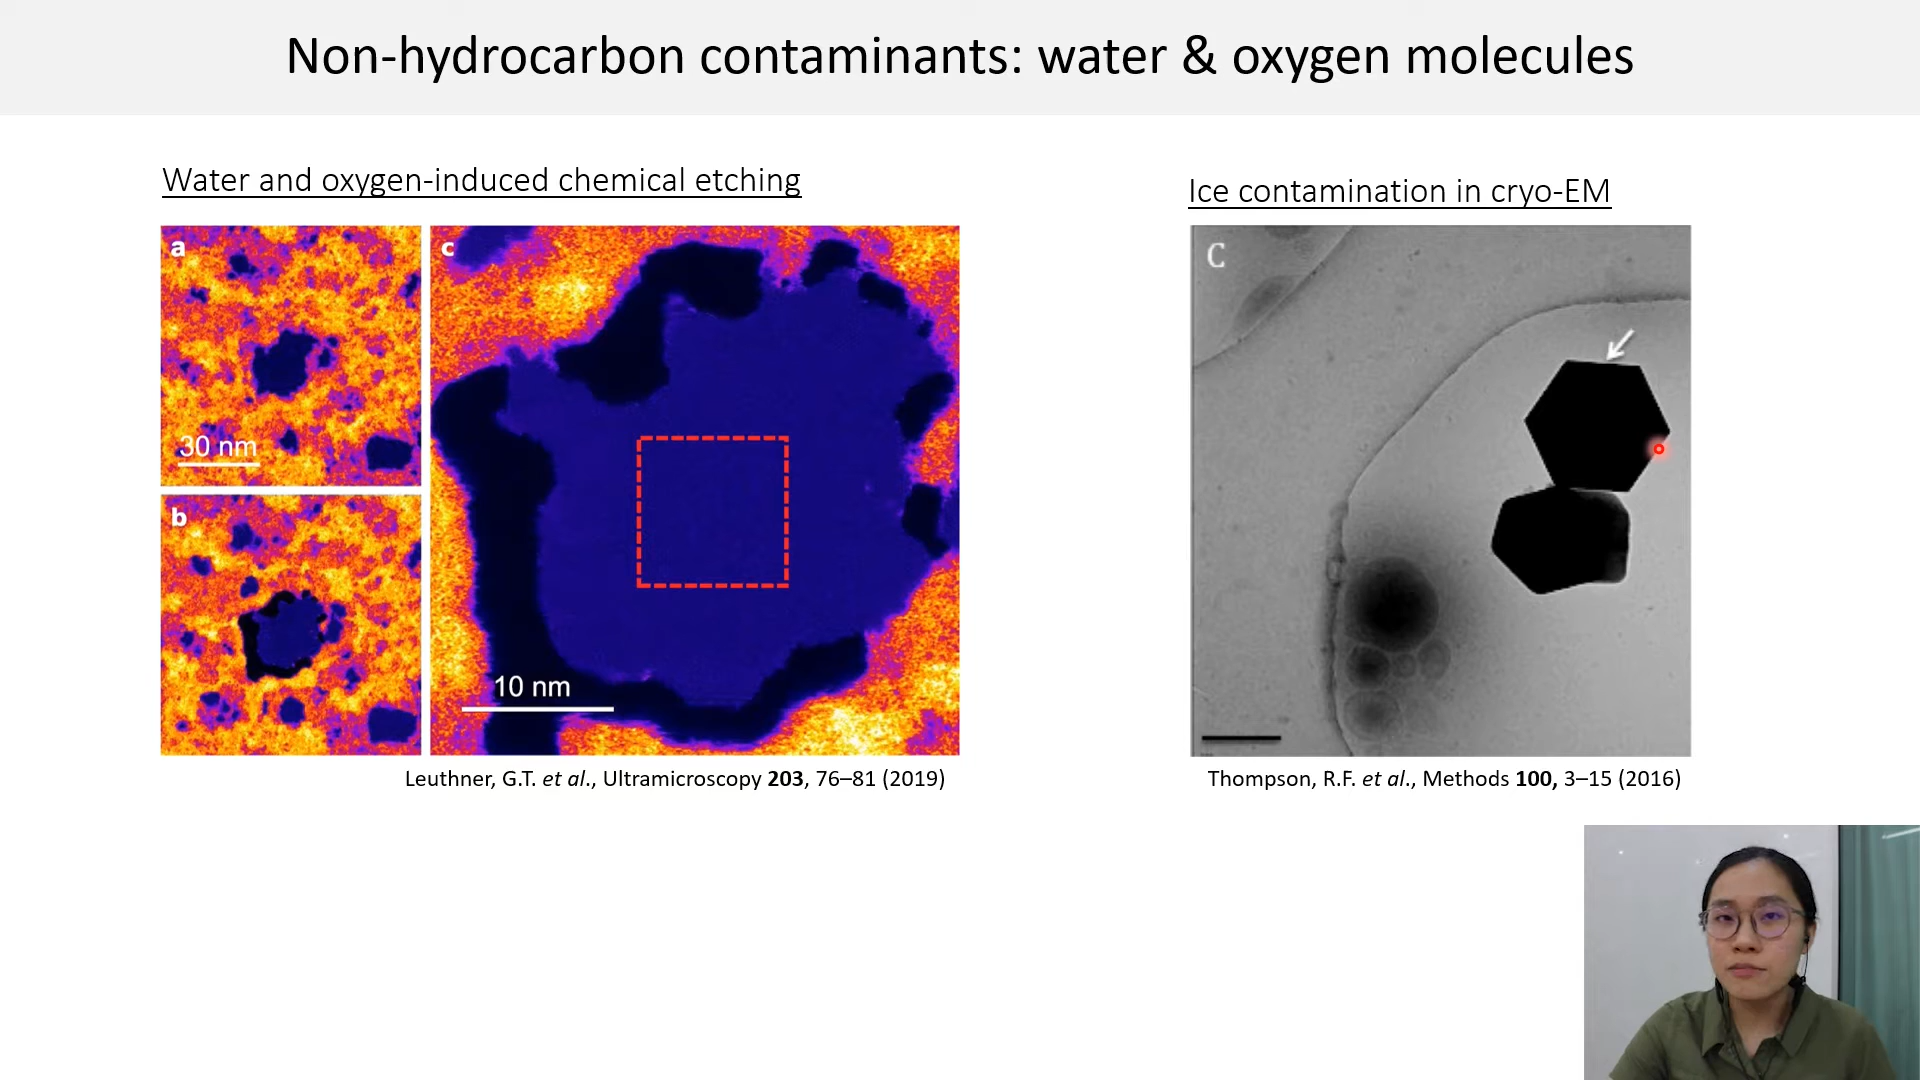 Non-hydrocarbon contaminants: water & oxygen molecules
Water and oxygen-induced chemical etching
a
30 nm
b
c
10 nm
Leuthner, G.T. et al., Ultramicroscopy 203, 76–81 (2019)
Ice contamination in cryo-EM
C
Thompson, R.F. et al., Methods 100, 3–15 (2016)